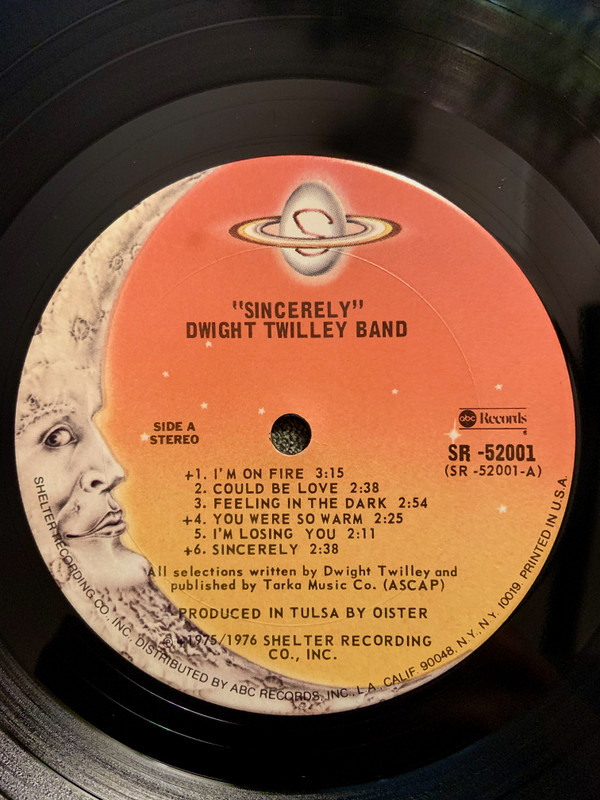 S
"SINCERELY"
DWIGHT TWILLEY BAND
abc Records
SIDE A
STEREO
SR -52001
(SR -52001-A)
+1. I'M ON FIRE 3:15
2. COULD BE LOVE 2:38
3. FEELING IN THE DARK 2:54
+4. YOU WERE SO WARM 2:25
5. I'M LOSING YOU 2:11
+6. SINCERELY 2:38
All selections written by Dwight Twilley and
published by Tarka Music Co. (ASCAP)
PRODUCED IN TULSA BY OISTER
1975/1976 SHELTER RECORDING
CO., INC.
SHELTER RECORDING CO., INC. DISTRIBUTED BY ABC RECORDS, INC., L.A., CALIF. 90048, N.Y., N.Y. 10019. PRINTED IN U.S.A.